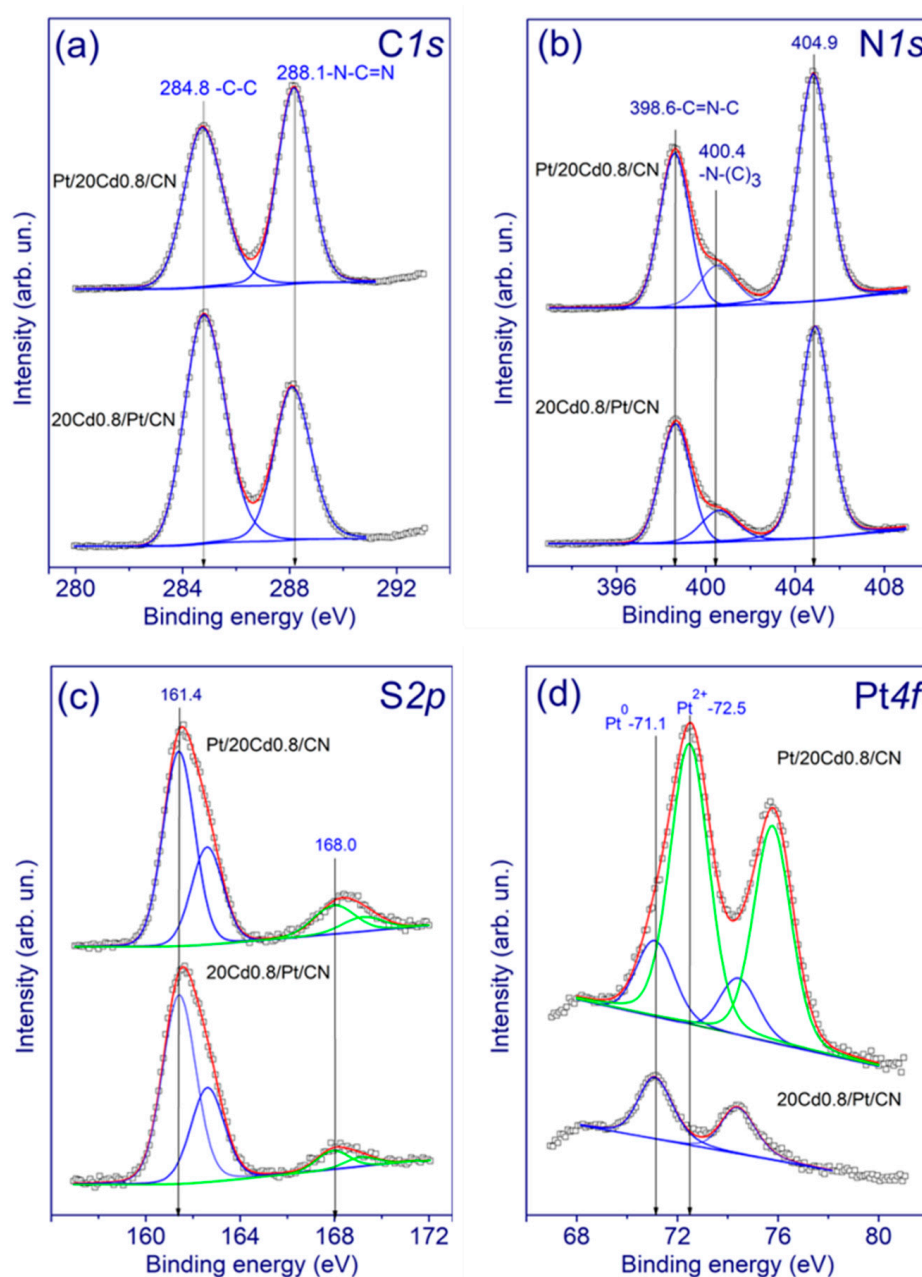 (a)
C1s
284.8 -C-C
288.1-N-C=N
Pt/20Cd0.8/CN
20Cd0.8/Pt/CN
Intensity (arb. un.)
280 284 288 292
Binding energy (eV)
(b)
N1s
404.9
398.6-C=N-C
400.4
-N-(C)3
Pt/20Cd0.8/CN
20Cd0.8/Pt/CN
Intensity (arb. un.)
396 400 404 408
Binding energy (eV)
(c)
S2p
161.4
Pt/20Cd0.8/CN
168.0
20Cd0.8/Pt/CN
Intensity (arb. un.)
160 164 168 172
Binding energy (eV)
(d)
Pt4f
Pt0-71.1
Pt2+-72.5
Pt/20Cd0.8/CN
20Cd0.8/Pt/CN
Intensity (arb. un.)
68 72 76 80
Binding energy (eV)